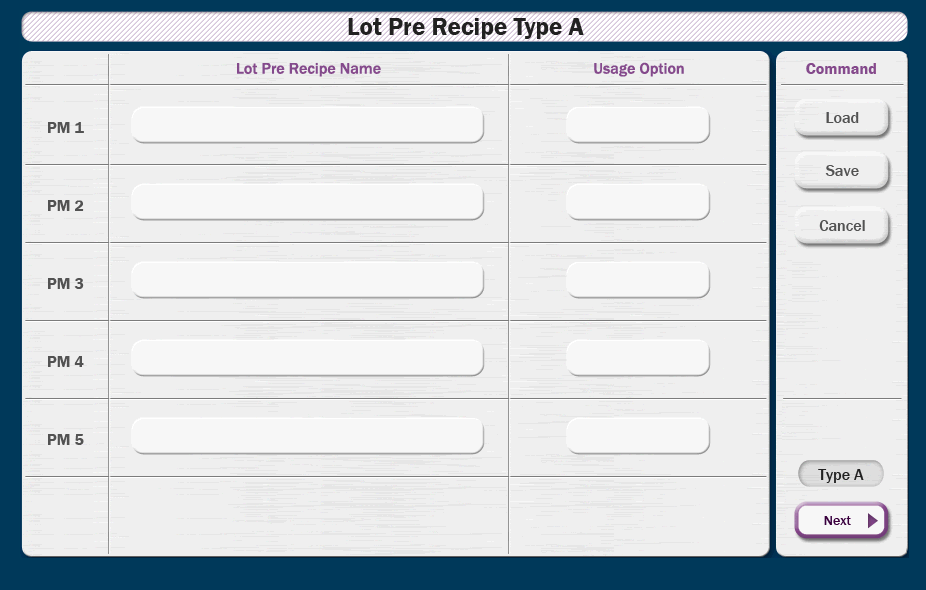 Lot Pre Recipe Type A
Lot Pre Recipe Name
Usage Option
Command
PM 1
PM 2
PM 3
PM 4
PM 5
Load
Save
Cancel
Type A
Next